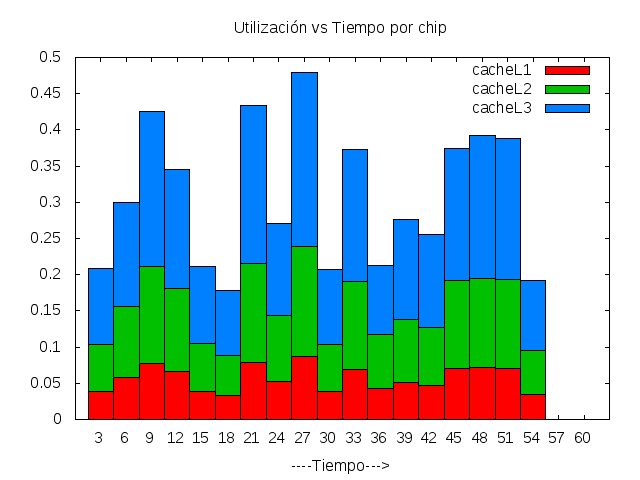 Utilización vs Tiempo por chip
0.5
0.45
0.4
0.35
0.3
0.25
0.2
0.15
0.1
0.05
0
cacheL1
cacheL2
cacheL3
3 6 9 12 15 18 21 24 27 30 33 36 39 42 45 48 51 54 57 60
----Tiempo--->